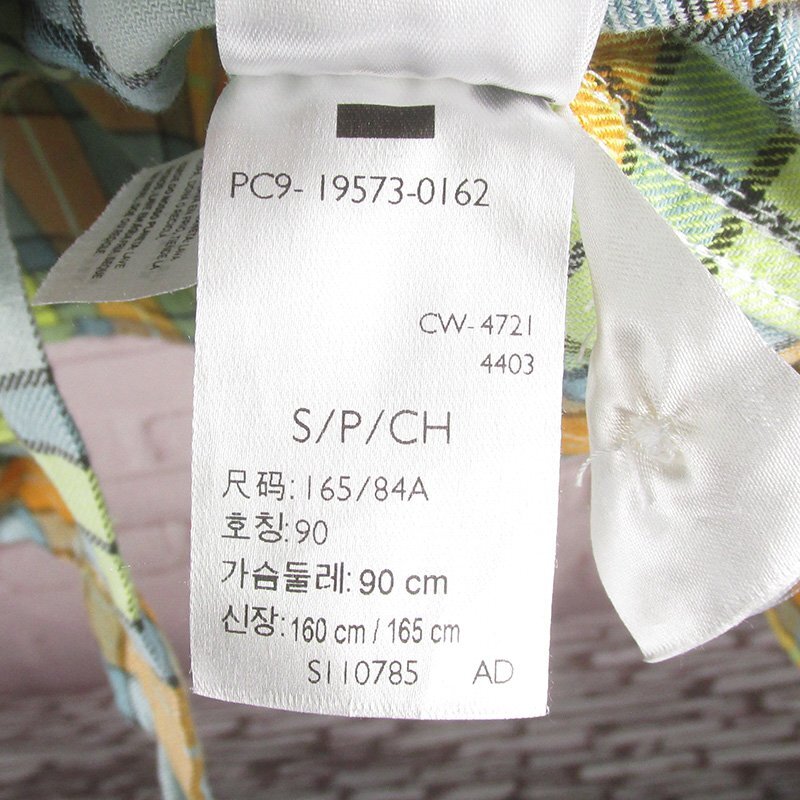 PC9-19573-0162
CW-4721
4403
S/P/CH
尺码: 165/84A
호칭: 90
가슴둘레: 90 cm
신장: 160 cm / 165 cm
S110785 AD